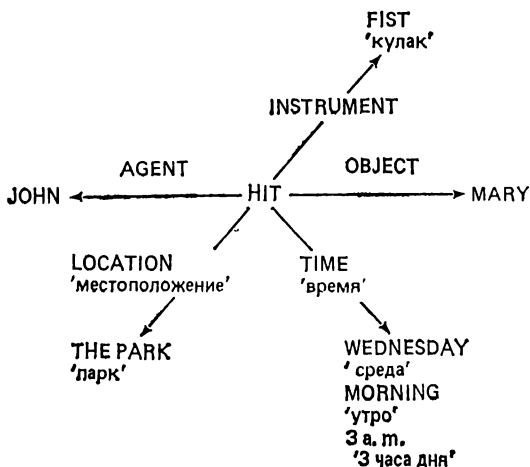 FIST
'кулак'
INSTRUMENT
AGENT
OBJECT
JOHN
HIT
MARY
LOCATION
'местоположение'
TIME
'время'
THE PARK
'парк'
WEDNESDAY
'среда'
MORNING
'утро'
3 a. m.
'3 часа дня'